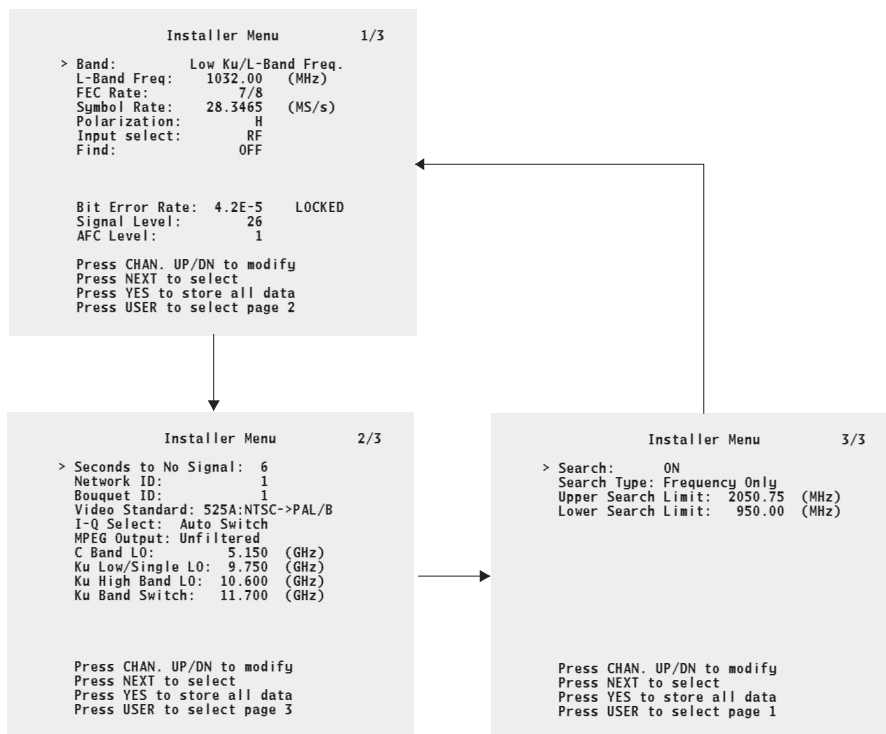 Installer Menu 1/3
> Band: Low Ku/L-Band Freq.
L-Band Freq: 1032.00 (MHz)
FEC Rate: 7/8
Symbol Rate: 28.3465 (MS/s)
Polarization: H
Input select: RF
Find: OFF
Bit Error Rate: 4.2E-5 LOCKED
Signal Level: 26
AFC Level: 1
Press CHAN. UP/DN to modify
Press NEXT to select
Press YES to store all data
Press USER to select page 2
Installer Menu 2/3
> Seconds to No Signal: 6
Network ID: 1
Bouquet ID: 1
Video Standard: 525A:NTSC->PAL/B
I-Q Select: Auto Switch
MPEG Output: Unfiltered
C Band LO: 5.150 (GHz)
Ku Low/Single LO: 9.750 (GHz)
Ku High Band LO: 10.600 (GHz)
Ku Band Switch: 11.700 (GHz)
Press CHAN. UP/DN to modify
Press NEXT to select
Press YES to store all data
Press USER to select page 3
Installer Menu 3/3
> Search: ON
Search Type: Frequency Only
Upper Search Limit: 2050.75 (MHz)
Lower Search Limit: 950.00 (MHz)
Press CHAN. UP/DN to modify
Press NEXT to select
Press YES to store all data
Press USER to select page 1